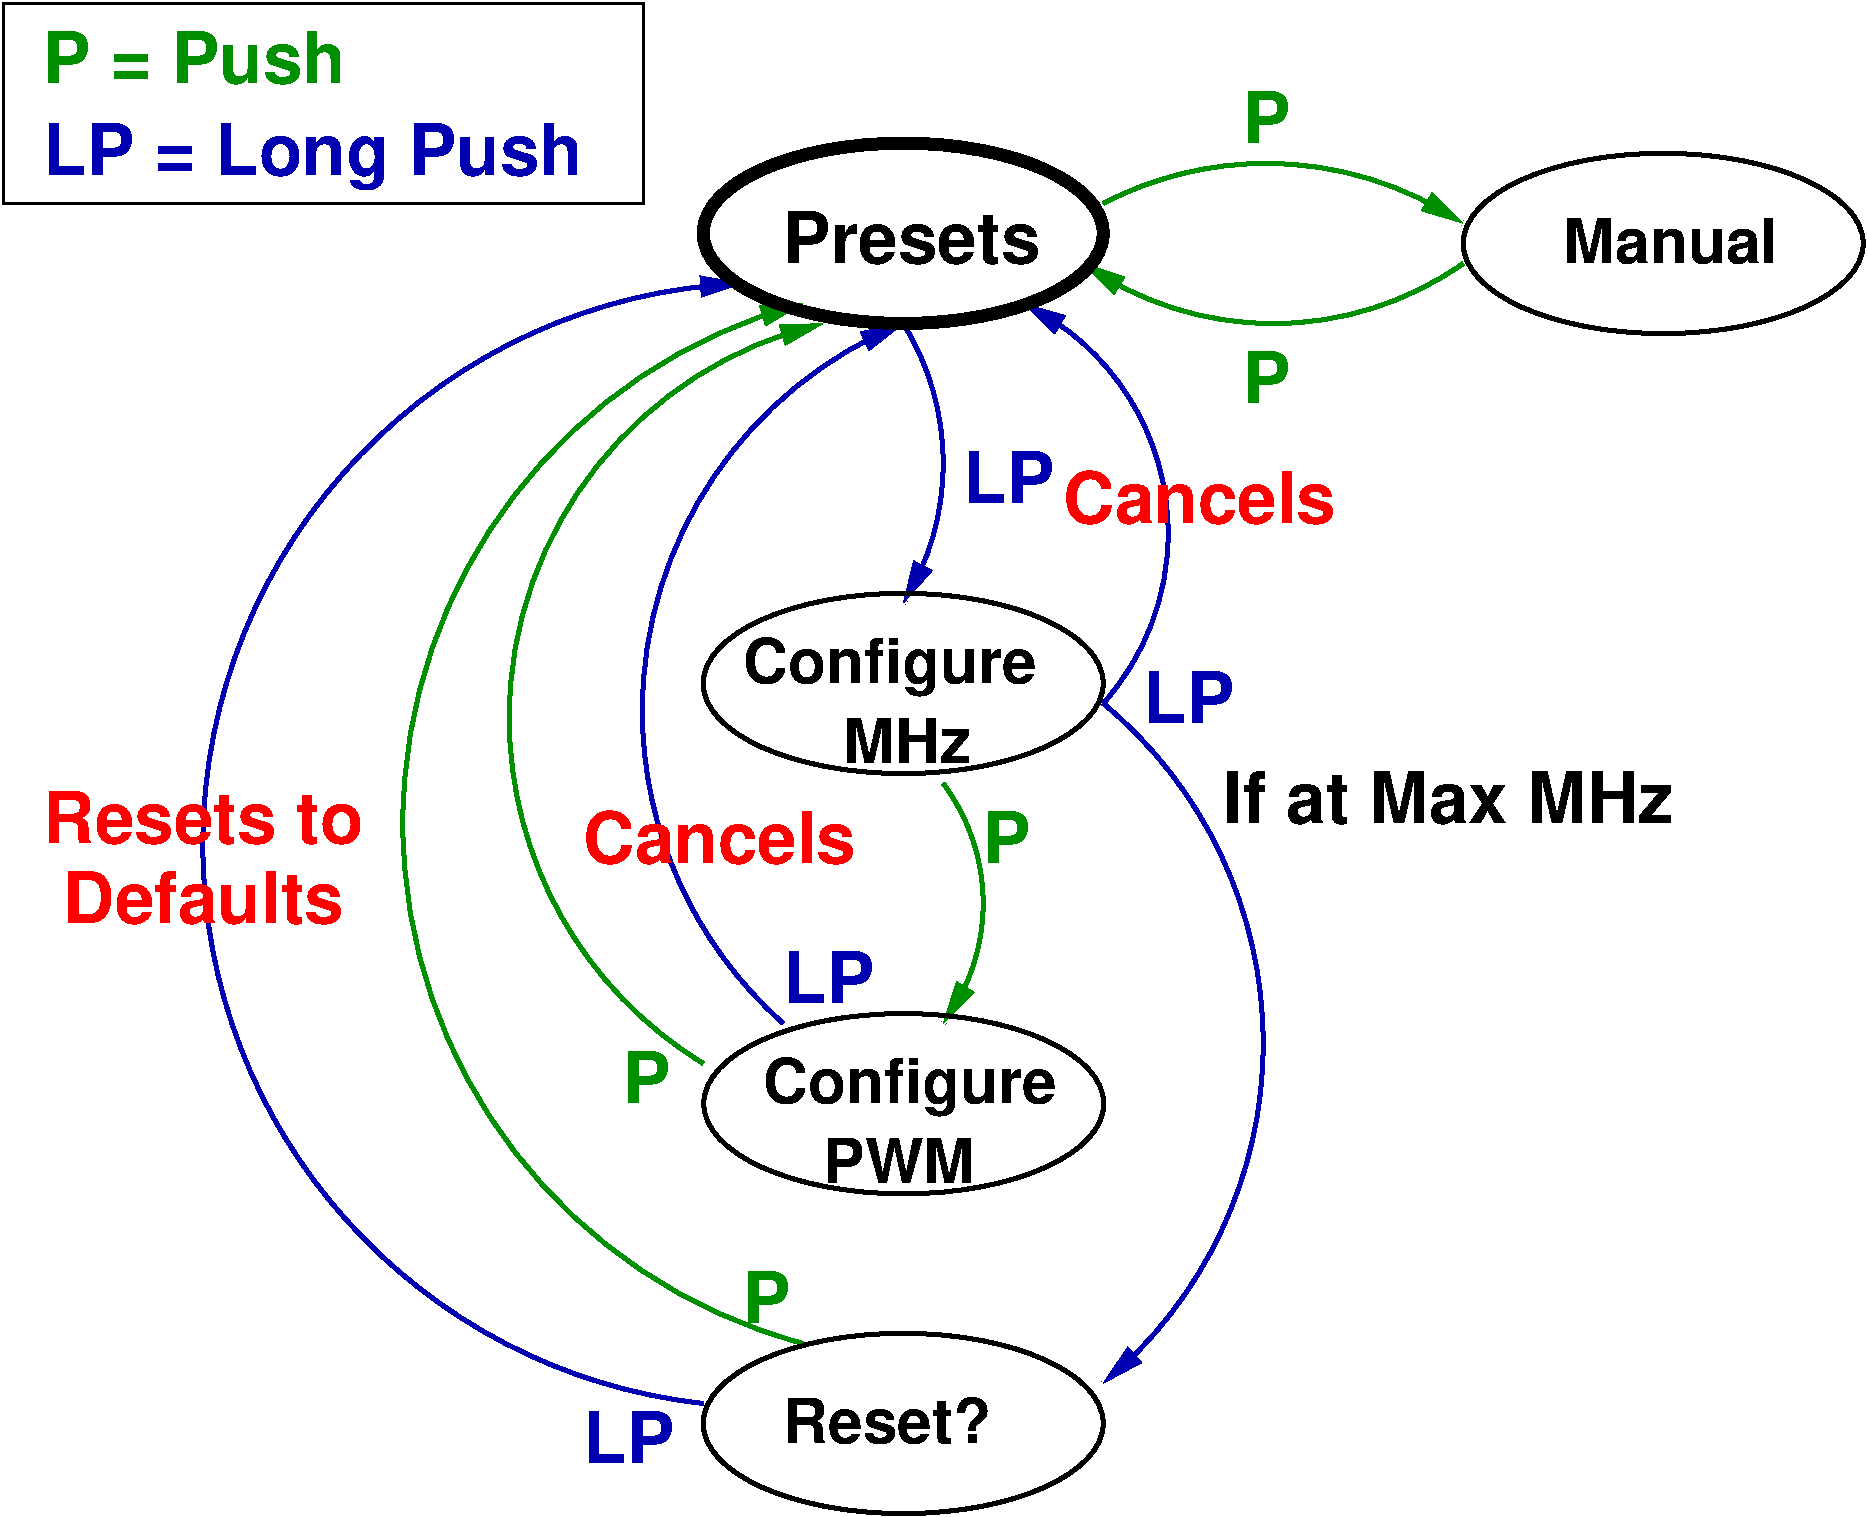 P = Push
LP = Long Push
P
Presets
Manual
P
LP
Cancels
Configure
MHz
LP
If at Max MHz
Resets to
Defaults
Cancels
P
LP
P
Configure
PWM
P
Reset?
LP